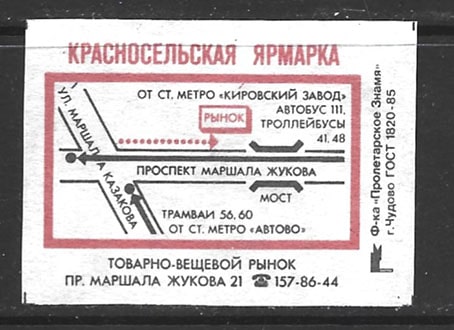 КРАСНОСЕЛЬСКАЯ ЯРМАРКА
ОТ СТ. МЕТРО «КИРОВСКИЙ ЗАВОД»
АВТОБУС 111,
ТРОЛЛЕЙБУСЫ
41, 48
РЫНОК
УЛ. МАРШАЛА КАЗАКОВА
ПРОСПЕКТ МАРШАЛА ЖУКОВА
МОСТ
ТРАМВАИ 56, 60
ОТ СТ. МЕТРО «АВТОВО»
ТОВАРНО-ВЕЩЕВОЙ РЫНОК
ПР. МАРШАЛА ЖУКОВА 21 ☎ 157-86-44
Ф-ка "Пролетарское Знамя"
г. Чудово ГОСТ 1820-85